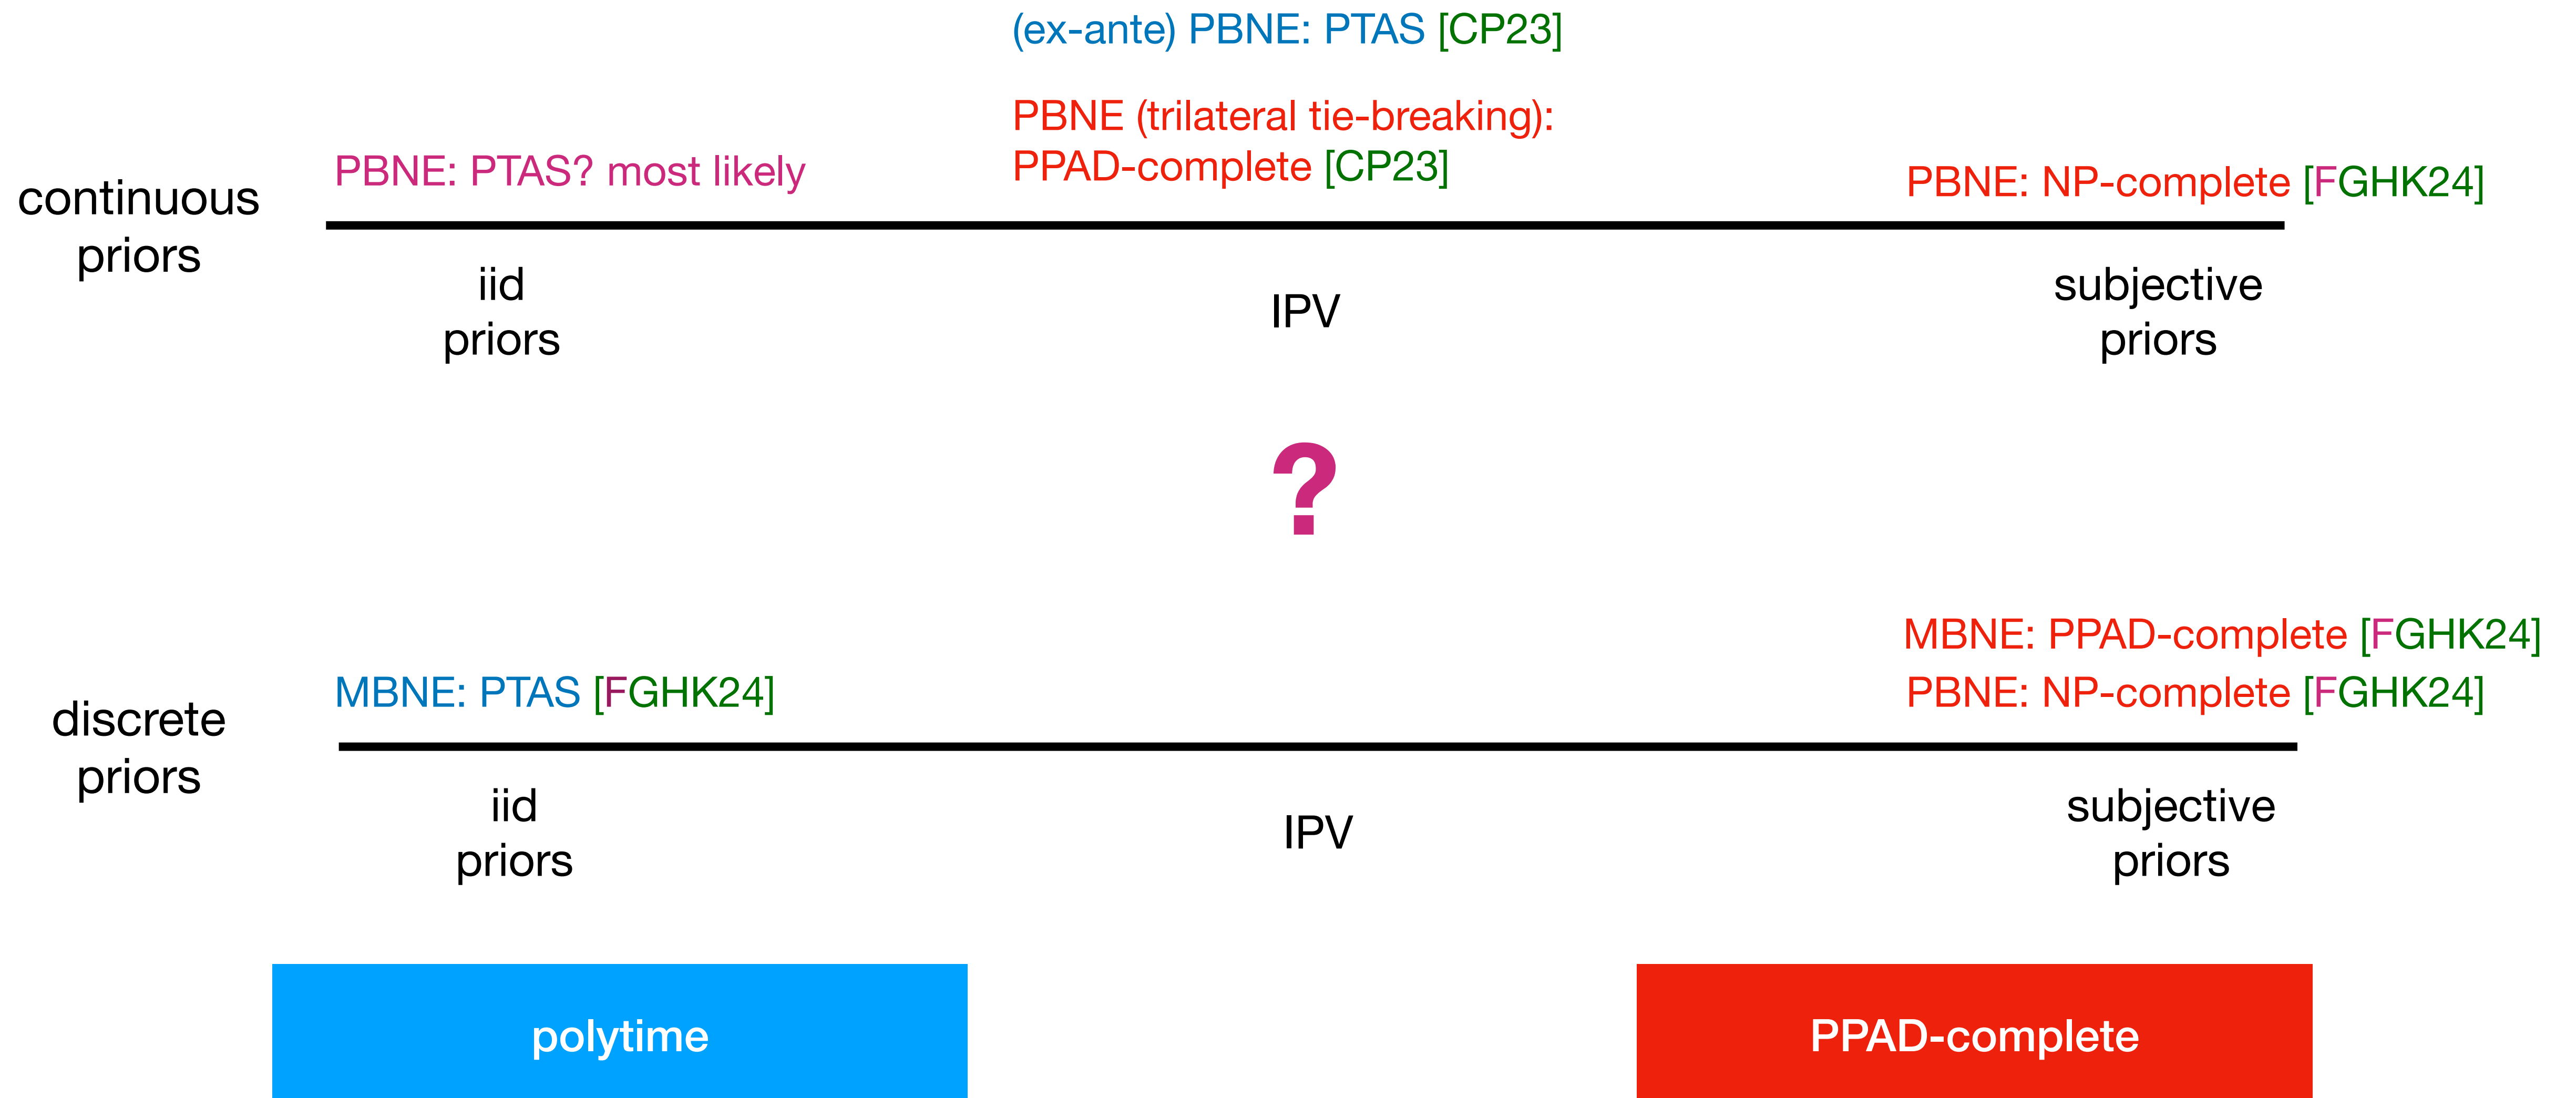 (ex-ante) PBNE: PTAS [CP23]
PBNE (trilateral tie-breaking):
PPAD-complete [CP23]
PBNE: PTAS? most likely
PBNE: NP-complete [FGHK24]
continuous
priors
iid
priors
IPV
subjective
priors
?
MBNE: PPAD-complete [FGHK24]
MBNE: PTAS [FGHK24]
PBNE: NP-complete [FGHK24]
discrete
priors
iid
priors
IPV
subjective
priors
polytime
PPAD-complete